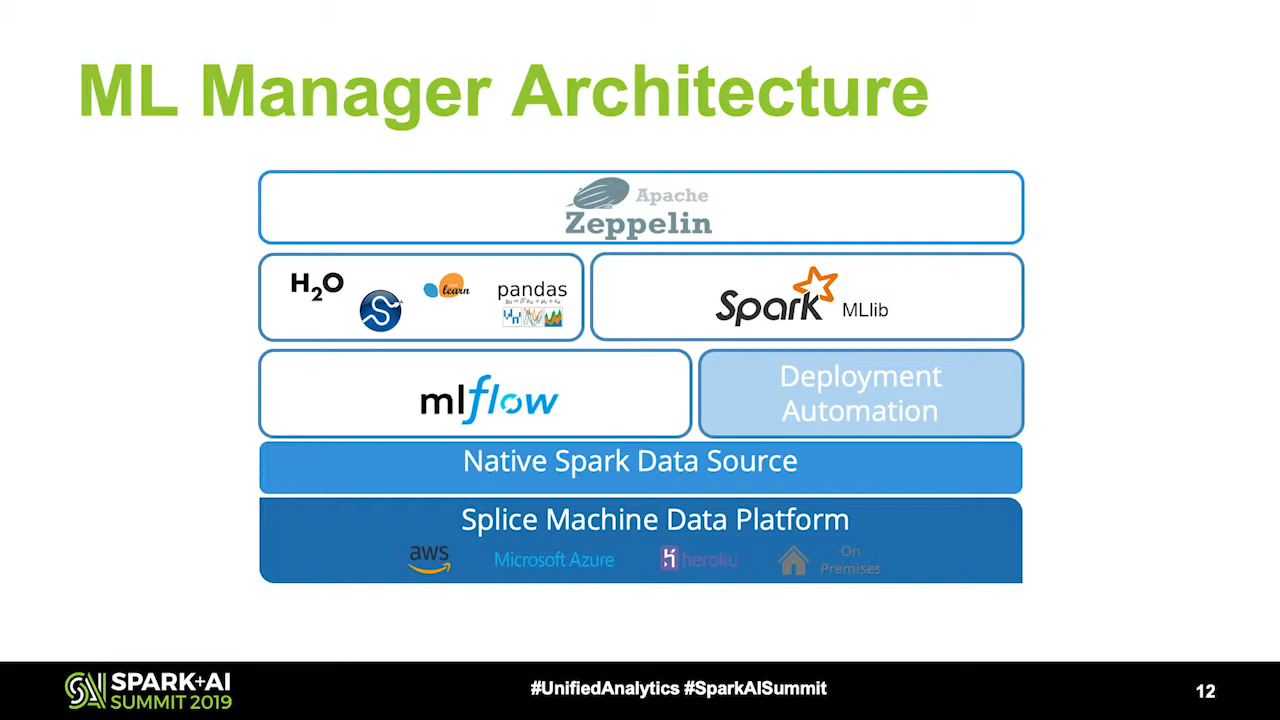 ML Manager Architecture
Apache
Zeppelin
H2O
learn
pandas
Spark MLlib
mlflow
Deployment
Automation
Native Spark Data Source
Splice Machine Data Platform
aws
Microsoft Azure
heroku
On
Premises
SPARK+AI
SUMMIT 2019
#UnifiedAnalytics #SparkAISummit
12